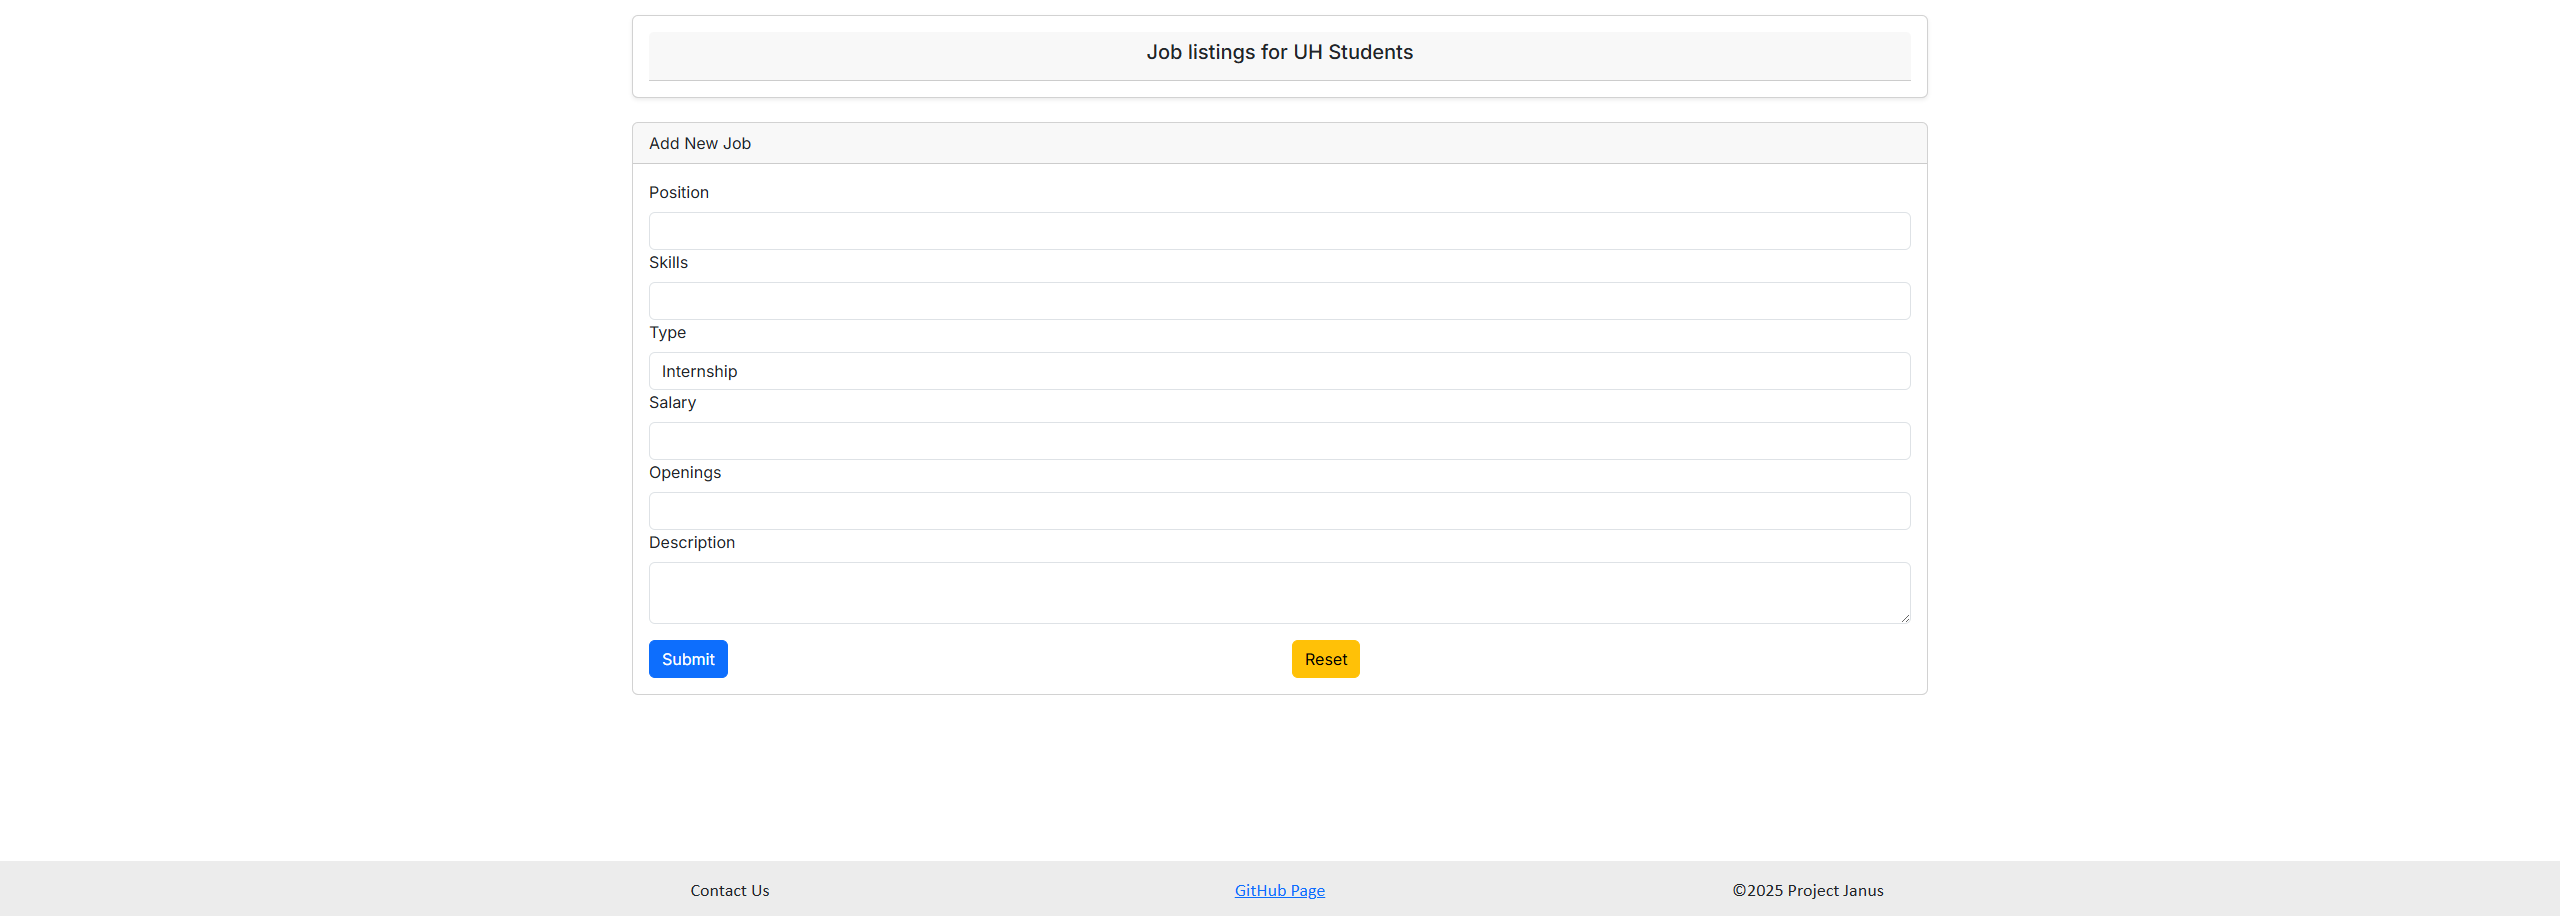 Job listings for UH Students
Add New Job
Position
Skills
Type
Internship
Salary
Openings
Description
Submit
Reset
Contact Us
GitHub Page
©2025 Project Janus